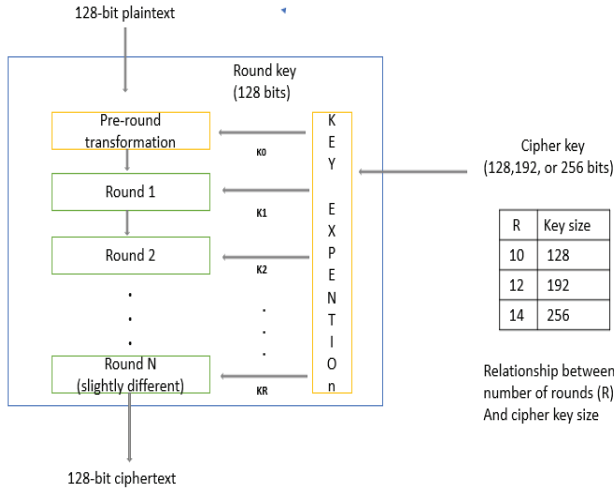 128-bit plaintext
Round key
(128 bits)
Pre-round
transformation
K0
Round 1
K1
Round 2
K2
Round N
(slightly different)
KR
KEY EXPENTIOn
128-bit ciphertext
Cipher key
(128,192, or 256 bits)
R Key size
10 128
12 192
14 256
Relationship between
number of rounds (R)
And cipher key size